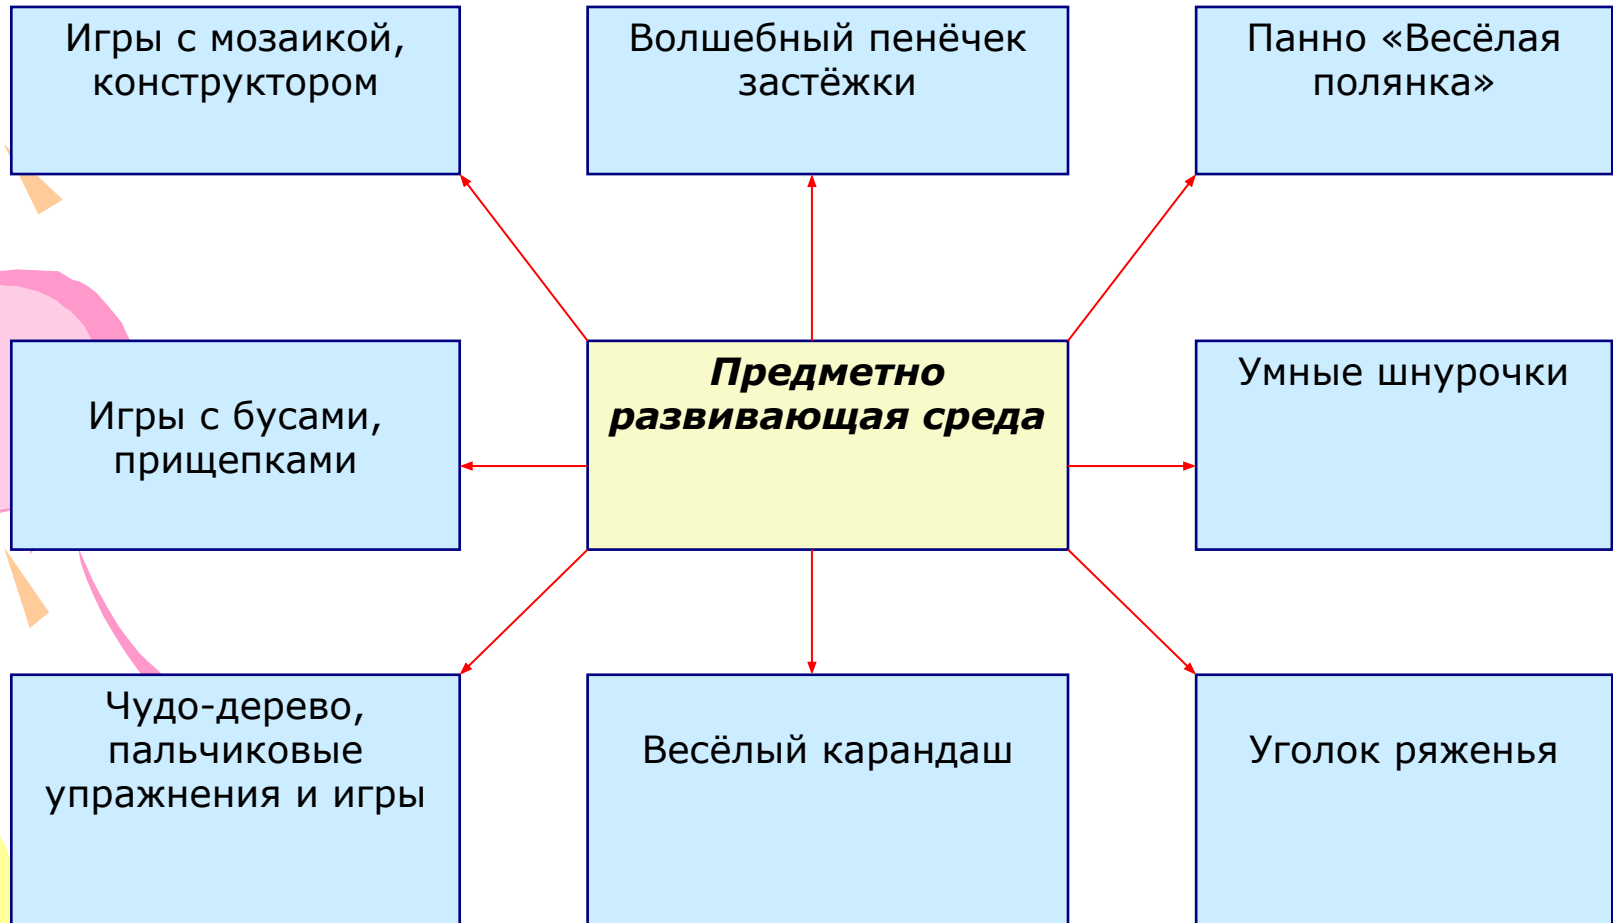 Игры с мозаикой,
конструктором
Волшебный пенёчек
застёжки
Панно «Весёлая
полянка»
Игры с бусами,
прищепками
Предметно
развивающая среда
Умные шнурочки
Чудо-дерево,
пальчиковые
упражнения и игры
Весёлый карандаш
Уголок ряженья